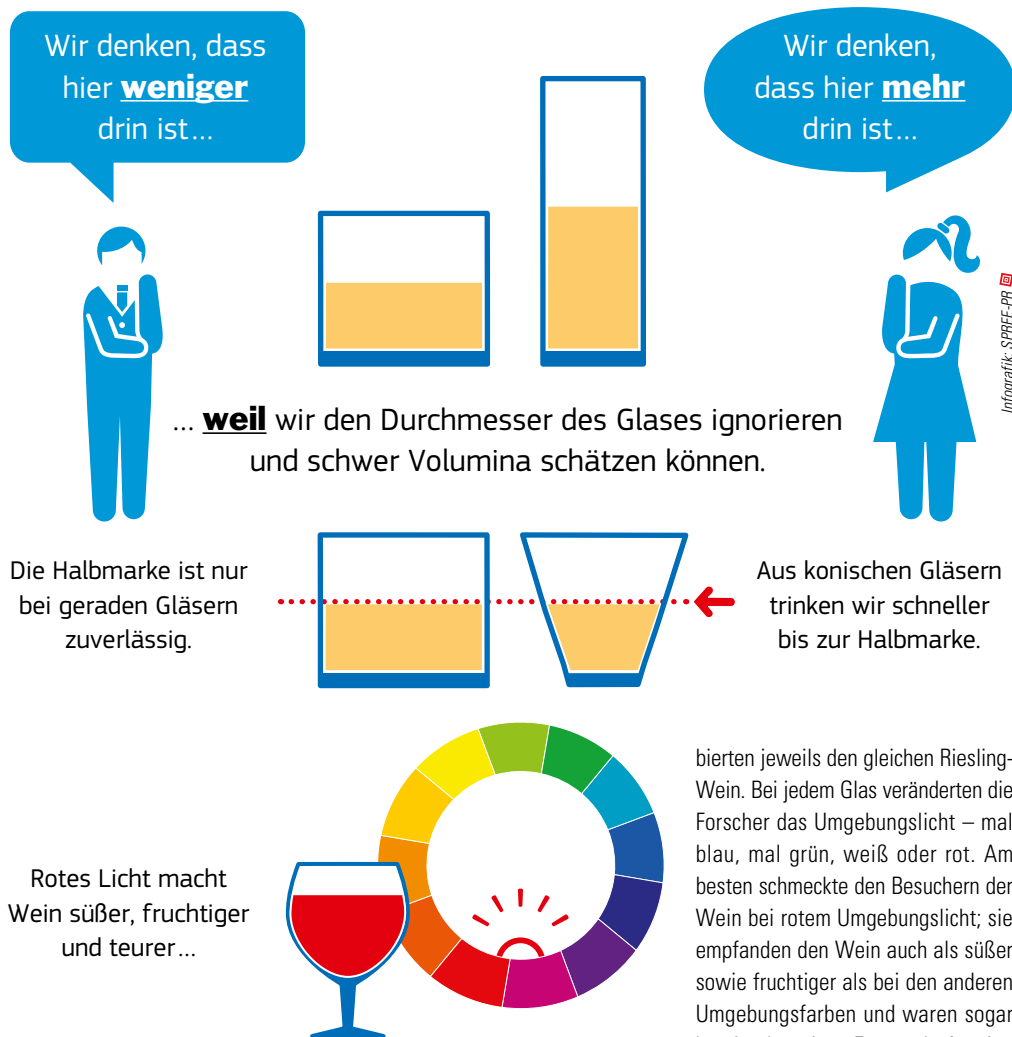 Wir denken, dass
hier weniger
drin ist…
Wir denken,
dass hier mehr
drin ist…
Infografik: SPREE-PR
… weil wir den Durchmesser des Glases ignorieren
und schwer Volumina schätzen können.
Die Halbmarke ist nur
bei geraden Gläsern
zuverlässig.
Aus konischen Gläsern
trinken wir schneller
bis zur Halbmarke.
Rotes Licht macht
Wein süßer, fruchtiger
und teurer…
bierten jeweils den gleichen Riesling-
Wein. Bei jedem Glas veränderten die
Forscher das Umgebungslicht – mal
blau, mal grün, weiß oder rot. Am
besten schmeckte den Besuchern der
Wein bei rotem Umgebungslicht; sie
empfanden den Wein auch als süßer
sowie fruchtiger als bei den anderen
Umgebungsfarben und waren sogar